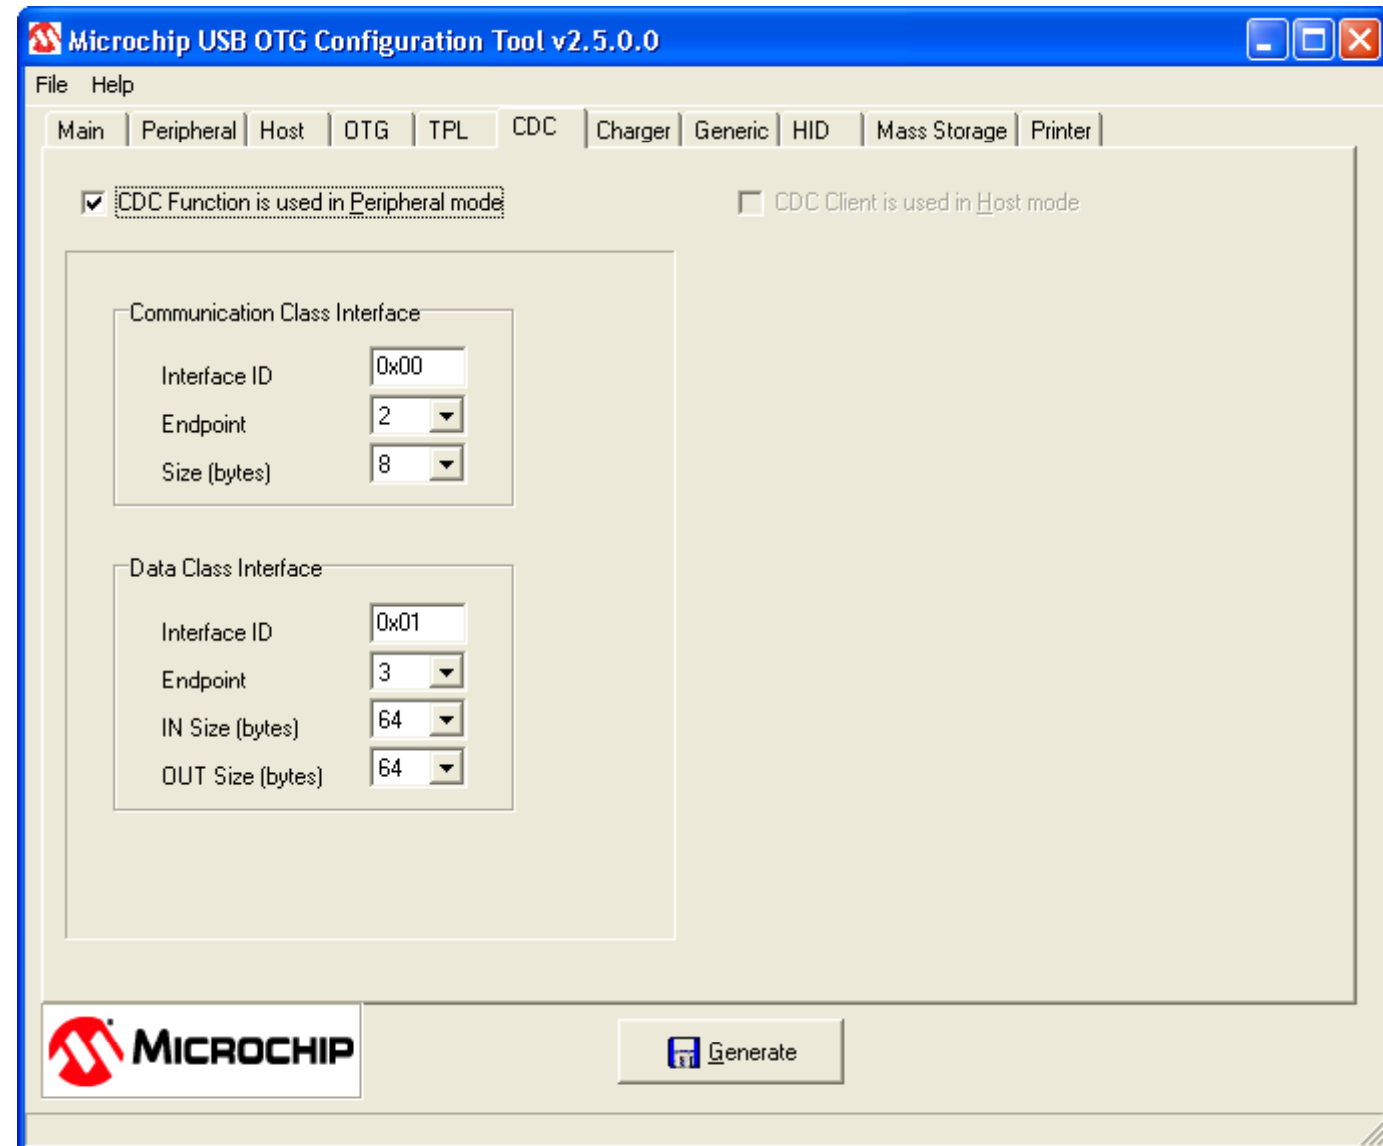 Microchip USB OTG Configuration Tool v2.5.0.0
File Help
Main Peripheral Host OTG TPL CDC Charger Generic HID Mass Storage Printer
CDC Function is used in Peripheral mode CDC Client is used in Host mode
Communication Class Interface
Interface ID 0x00
Endpoint 2
Size (bytes) 8
Data Class Interface
Interface ID 0x01
Endpoint 3
IN Size (bytes) 64
OUT Size (bytes) 64
MICROCHIP Generate